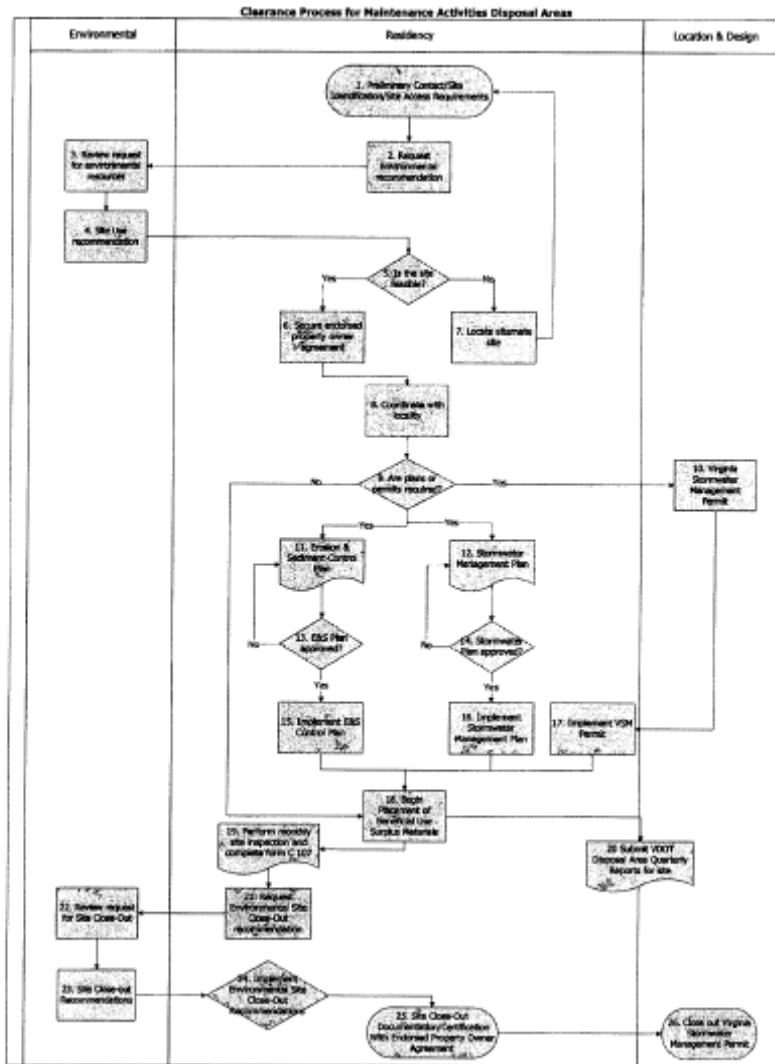 Clearance Process for Maintenance Activities Disposal Areas
Environmental
Residency
Location & Design
1. Preliminary Contact/Site
Identification/Site Access Requirements
2. Request
Environmental
recommendation
3. Review request
for environmental
resources
4. Site Use
recommendation
5. Is the site
feasible?
Yes
No
6. Secure endorsed
property owner
agreement
7. Locate alternate
site
8. Coordinate with
locality
9. Are plans or
permits required?
No
Yes
10. Virginia
Stormwater
Management
Permit
Yes
Yes
11. Erosion &
Sediment Control
Plan
12. Stormwater
Management Plan
13. E&S Plan
approved?
No
14. Stormwater
Plan approved?
No
Yes
Yes
15. Implement E&S
Control Plan
16. Implement
Stormwater
Management Plan
17. Implement VSM
Permit
18. Begin
Placement of
Beneficial Use
Surplus Materials
19. Perform monthly
site inspection and
complete form C 107
20 Submit VDOT
Disposal Area Quarterly
Reports for site
21. Request
Environmental Site
Close-Out
recommendation
22. Review request
for Site Close-Out
23. Site Close-out
Recommendations
24. Implement
Environmental Site
Close-Out
Recommendations
25. Site Close-Out
Documentation/Certification
With Endorsed Property Owner
Agreement
26. Close out Virginia
Stormwater
Management Permit